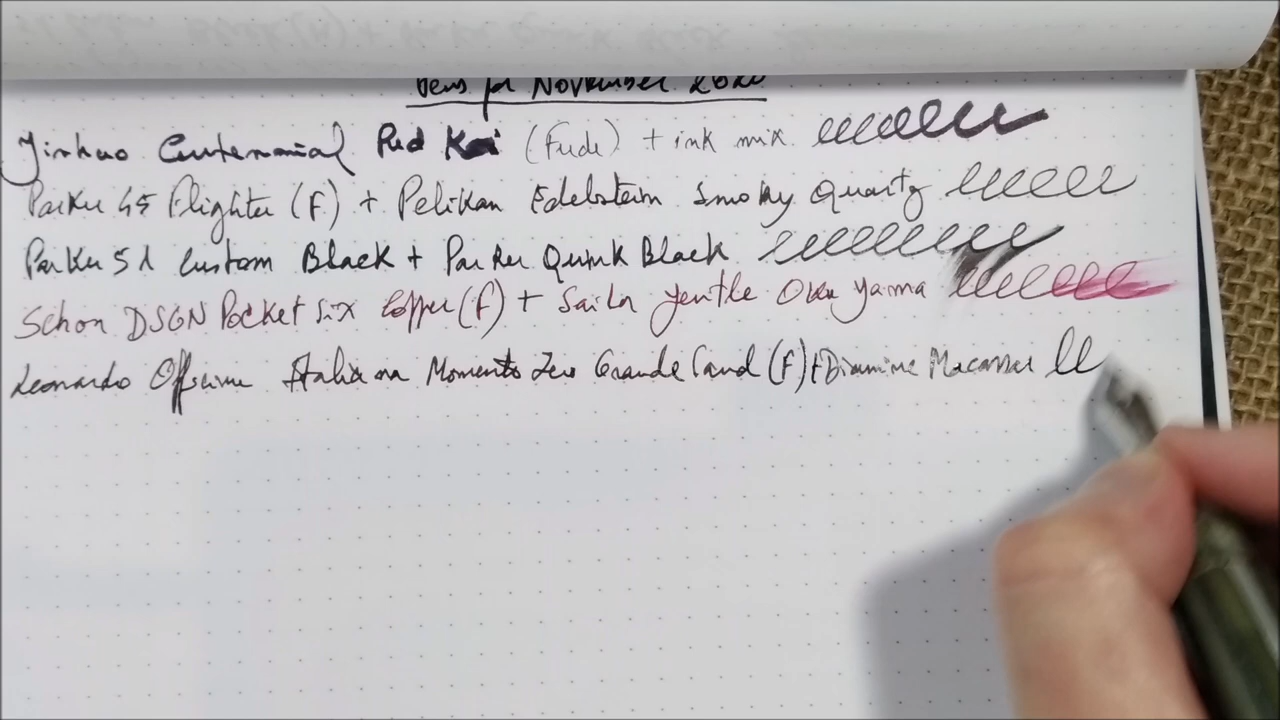 Pens for November 2020
Jinhao Centennial Red Koi (Fude) + ink mix
Parker 45 Flighter (F) + Pelikan Edelstein Smoky Quartz
Parker 51 Custom Black + Parker Quink Black
Schon DSGN Pocket Six Copper (F) + Sailor Jentle Oku Yama
Leonardo Officina Italiana Momento Zero Grande Cand (F) + Diamine Macassar